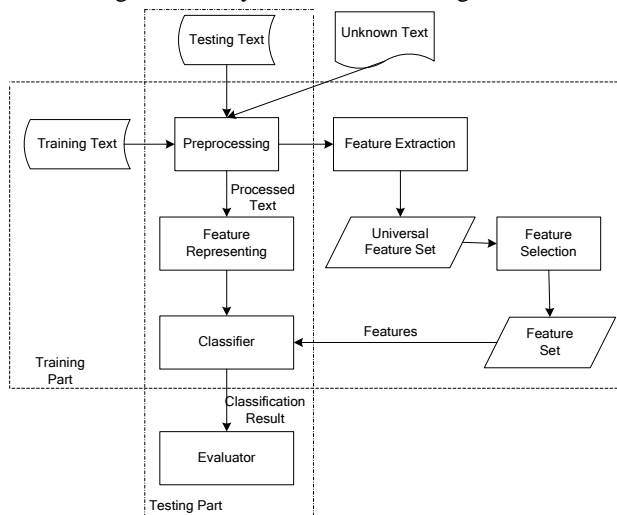 Testing Text
Unknown Text
Training Text
Preprocessing
Feature Extraction
Processed
Text
Feature
Representing
Universal
Feature Set
Feature
Selection
Classifier
Features
Feature
Set
Training
Part
Classification
Result
Evaluator
Testing Part